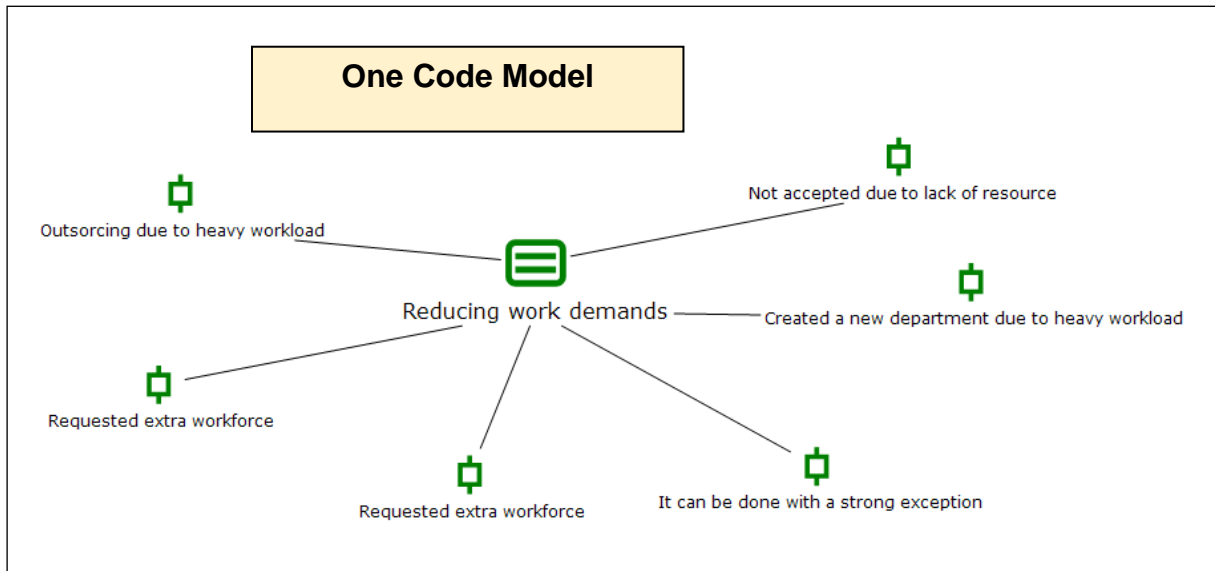 One Code Model
Not accepted due to lack of resource
Outsorcing due to heavy workload
Reducing work demands
Created a new department due to heavy workload
Requested extra workforce
Requested extra workforce
It can be done with a strong exception